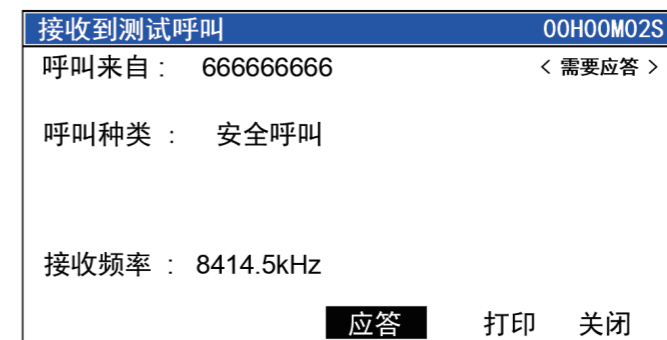 接收到测试呼叫 00H00M02S
呼叫来自： 666666666 < 需要应答 >
呼叫种类 ： 安全呼叫
接收频率 ： 8414.5kHz
应答 打印 关闭